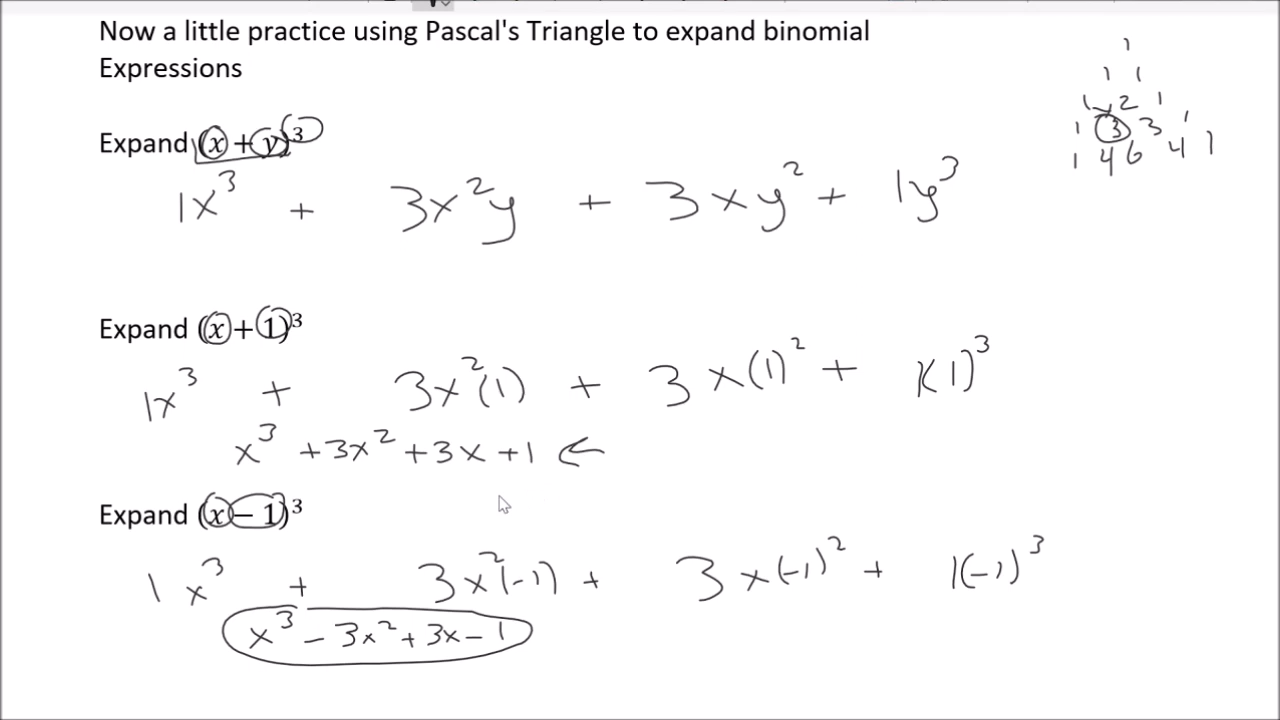 Now a little practice using Pascal's Triangle to expand binomial
Expressions
1
1 1
1 2 1
1 3 3 1
1 4 6 4 1
Expand (x + y)³
1x³ + 3x²y + 3xy² + 1y³
Expand (x + 1)³
1x³ + 3x²(1) + 3x(1)² + 1(1)³
x³ + 3x² + 3x + 1 ←
Expand (x − 1)³
1x³ + 3x²(-1) + 3x(-1)² + 1(-1)³
x³ - 3x² + 3x - 1